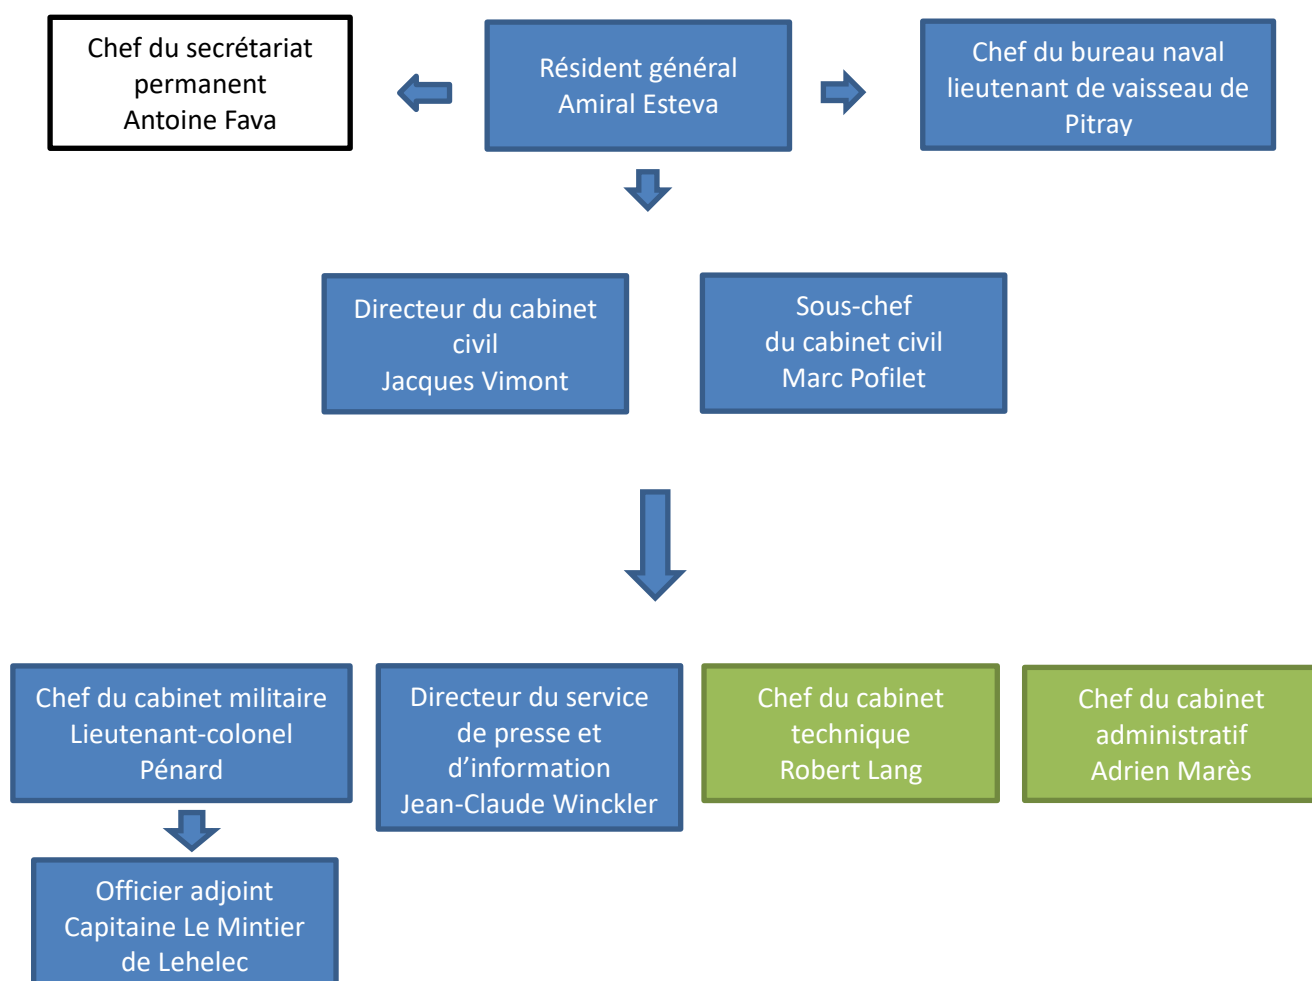 Chef du secrétariat
permanent
Antoine Fava
Résident général
Amiral Esteva
Chef du bureau naval
lieutenant de vaisseau de
Pitray
Directeur du cabinet
civil
Jacques Vimont
Sous-chef
du cabinet civil
Marc Pofilet
Chef du cabinet militaire
Lieutenant-colonel
Pénard
Directeur du service
de presse et
d’information
Jean-Claude Winckler
Chef du cabinet
technique
Robert Lang
Chef du cabinet
administratif
Adrien Marès
Officier adjoint
Capitaine Le Mintier
de Lehelec